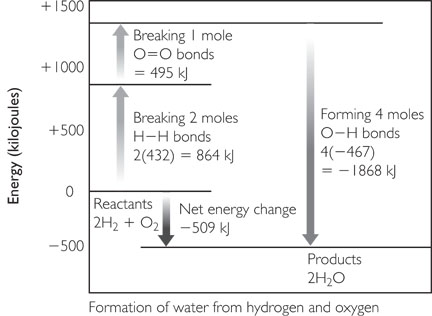 +1500
+1000
+500
0
−500
Energy (kilojoules)
Breaking 1 mole
O=O bonds
= 495 kJ
Breaking 2 moles
H−H bonds
2(432) = 864 kJ
Forming 4 moles
O−H bonds
4(−467)
= −1868 kJ
Reactants
2H₂ + O₂
Net energy change
−509 kJ
Products
2H₂O
Formation of water from hydrogen and oxygen